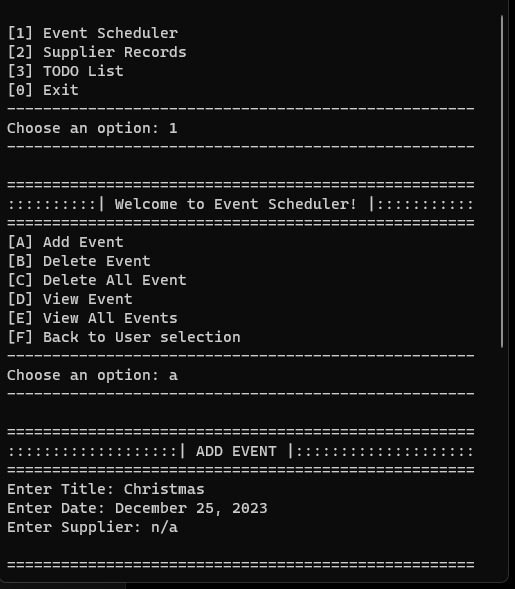 [1] Event Scheduler
[2] Supplier Records
[3] TODO List
[0] Exit
----------------------------------------------------
Choose an option: 1
----------------------------------------------------
====================================================
::::::::::| Welcome to Event Scheduler! |:::::::::::
====================================================
[A] Add Event
[B] Delete Event
[C] Delete All Event
[D] View Event
[E] View All Events
[F] Back to User selection
----------------------------------------------------
Choose an option: a
----------------------------------------------------
====================================================
:::::::::::::::::::| ADD EVENT |::::::::::::::::::::
====================================================
Enter Title: Christmas
Enter Date: December 25, 2023
Enter Supplier: n/a
====================================================